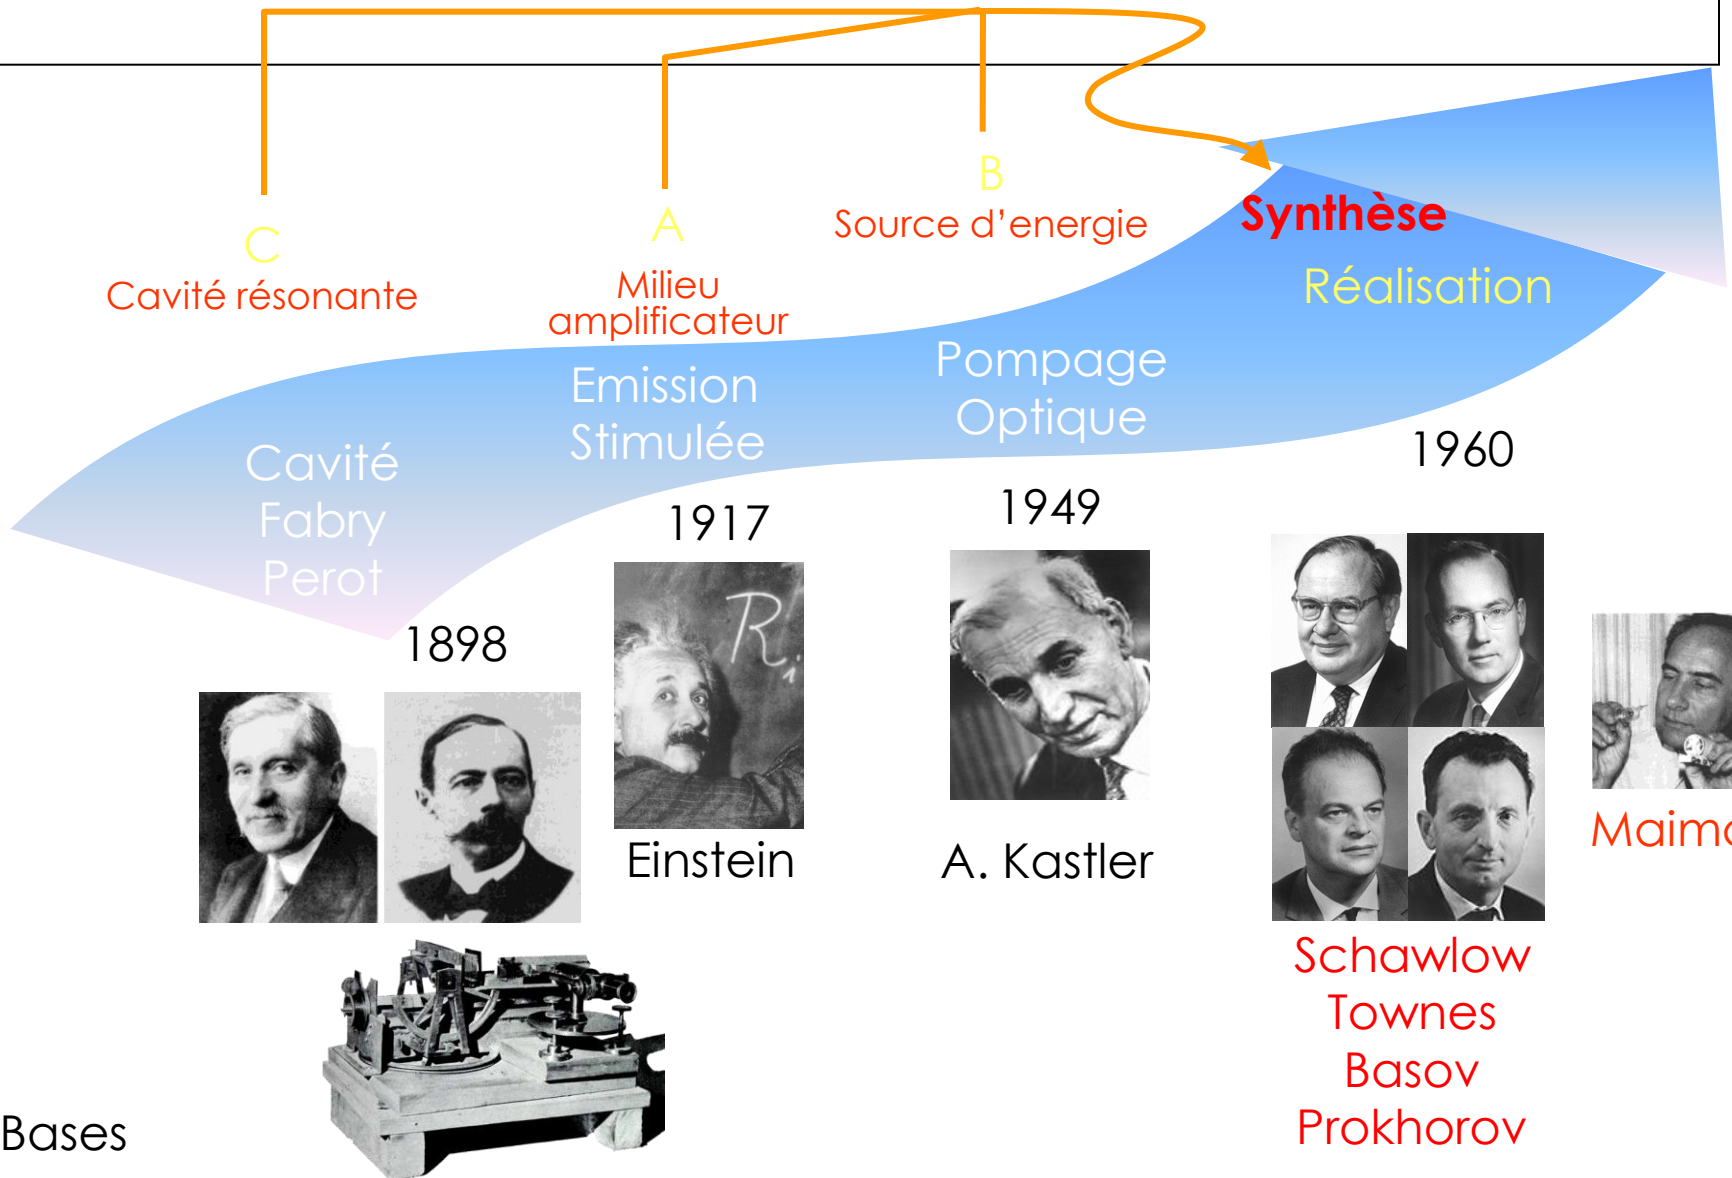 C
Cavité résonante
A
Milieu
amplificateur
B
Source d’energie
Synthèse
Réalisation
Cavité
Fabry
Perot
Emission
Stimulée
Pompage
Optique
1898
1917
1949
1960
R
Einstein
A. Kastler
Schawlow
Townes
Basov
Prokhorov
Bases